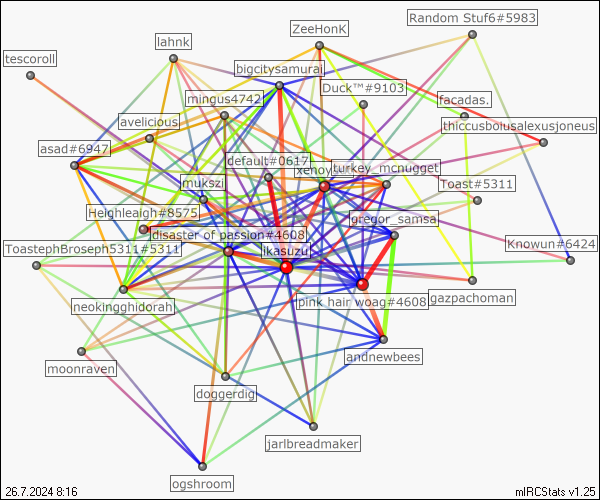 Random Stuf6#5983
ZeeHonK
lahnk
tescoroll
bigcitysamurai
Duck™#9103
mingus4742
facadas.
avelicious
thiccusbolusalexusjoneus
asad#6947
default#0617
xenoy
turkey_mcnugget
mukszi
Toast#5311
Heighleaigh#8575
gregor_samsa
disaster of passion#4608
ToastephBroseph5311#5311
lkasuzu
Knowun#6424
neokingghidorah
pink hair woag#4608
gazpachoman
andnewbees
moonraven
doggerdig
jarlbreadmaker
ogshroom
26.7.2024 8:16
mIRCStats v1.25